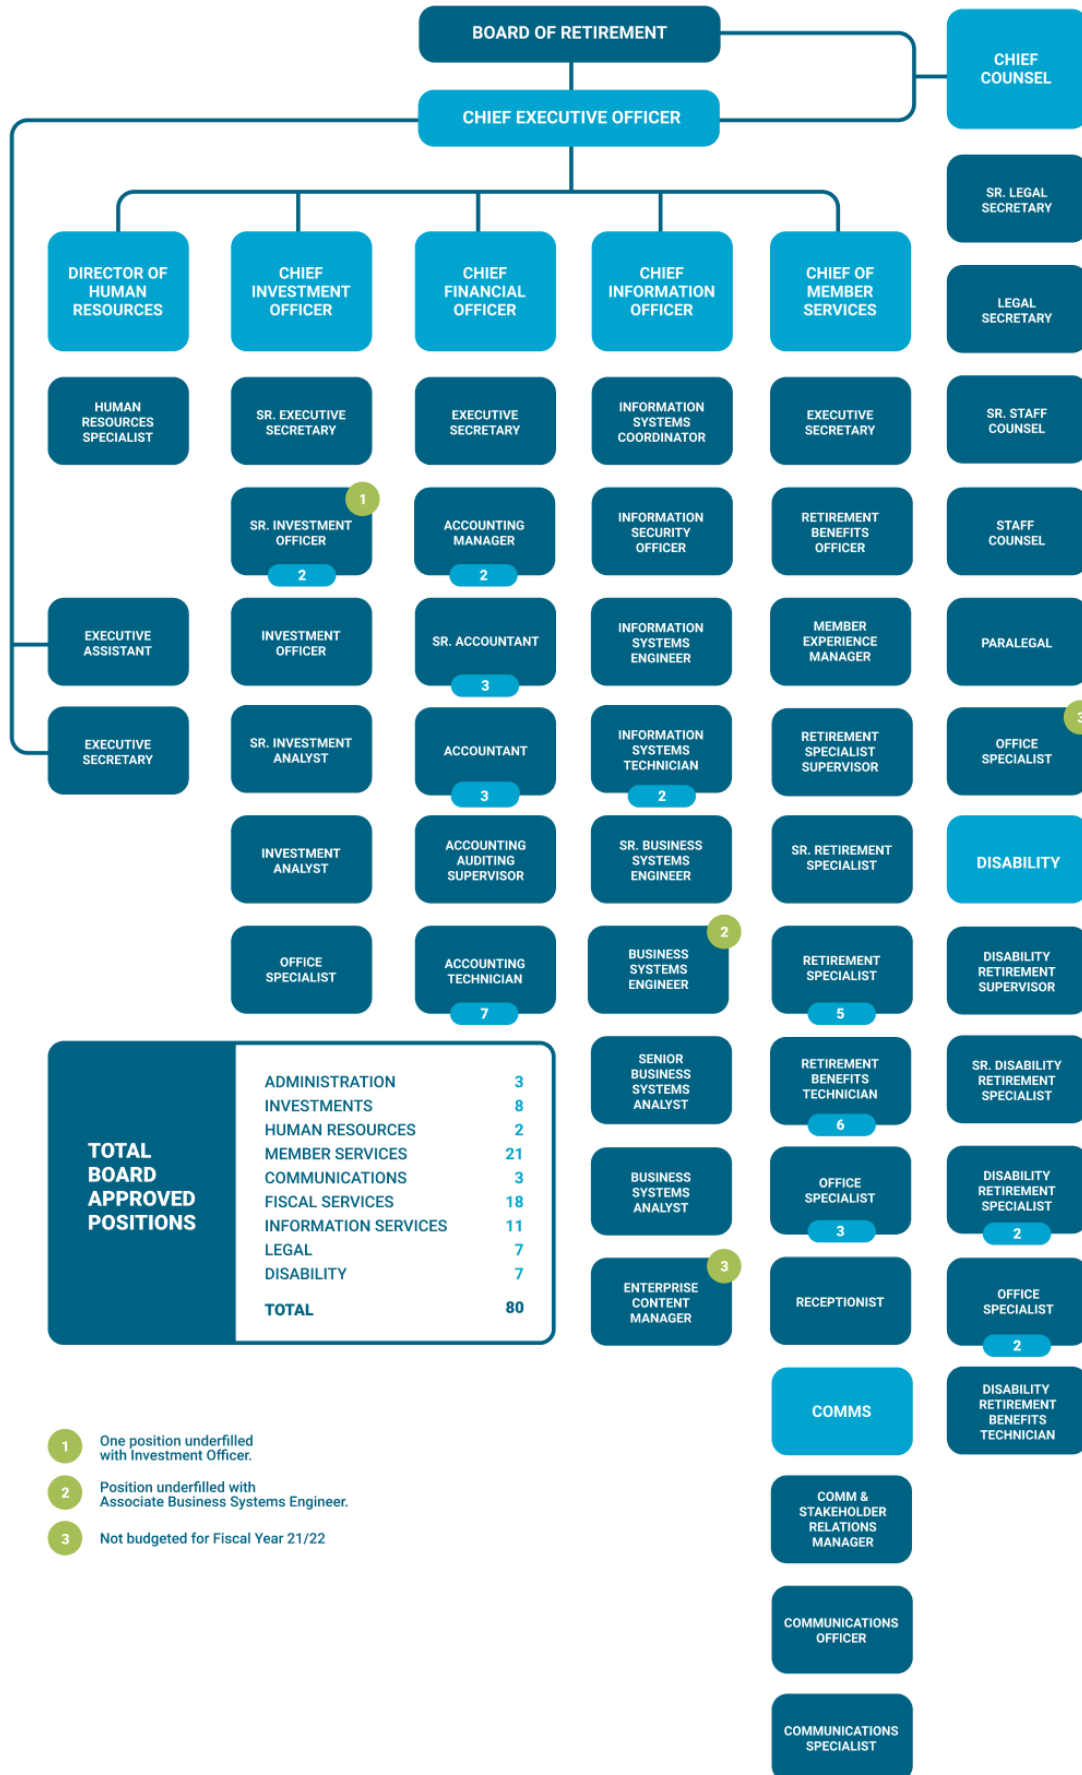 BOARD OF RETIREMENT
CHIEF
COUNSEL
CHIEF EXECUTIVE OFFICER
SR. LEGAL
SECRETARY
LEGAL
SECRETARY
SR. STAFF
COUNSEL
STAFF
COUNSEL
PARALEGAL
3
OFFICE
SPECIALIST
DISABILITY
DISABILITY
RETIREMENT
SUPERVISOR
SR. DISABILITY
RETIREMENT
SPECIALIST
DISABILITY
RETIREMENT
SPECIALIST
2
OFFICE
SPECIALIST
2
DISABILITY
RETIREMENT
BENEFITS
TECHNICIAN
DIRECTOR OF
HUMAN
RESOURCES
HUMAN
RESOURCES
SPECIALIST
EXECUTIVE
ASSISTANT
EXECUTIVE
SECRETARY
CHIEF
INVESTMENT
OFFICER
SR. EXECUTIVE
SECRETARY
1
SR. INVESTMENT
OFFICER
2
INVESTMENT
OFFICER
SR. INVESTMENT
ANALYST
INVESTMENT
ANALYST
OFFICE
SPECIALIST
CHIEF
FINANCIAL
OFFICER
EXECUTIVE
SECRETARY
ACCOUNTING
MANAGER
2
SR. ACCOUNTANT
3
ACCOUNTANT
3
ACCOUNTING
AUDITING
SUPERVISOR
ACCOUNTING
TECHNICIAN
7
CHIEF
INFORMATION
OFFICER
INFORMATION
SYSTEMS
COORDINATOR
INFORMATION
SECURITY
OFFICER
INFORMATION
SYSTEMS
ENGINEER
INFORMATION
SYSTEMS
TECHNICIAN
2
SR. BUSINESS
SYSTEMS
ENGINEER
2
BUSINESS
SYSTEMS
ENGINEER
SENIOR
BUSINESS
SYSTEMS
ANALYST
BUSINESS
SYSTEMS
ANALYST
3
ENTERPRISE
CONTENT
MANAGER
CHIEF OF
MEMBER
SERVICES
EXECUTIVE
SECRETARY
RETIREMENT
BENEFITS
OFFICER
MEMBER
EXPERIENCE
MANAGER
RETIREMENT
SPECIALIST
SUPERVISOR
SR. RETIREMENT
SPECIALIST
RETIREMENT
SPECIALIST
5
RETIREMENT
BENEFITS
TECHNICIAN
6
OFFICE
SPECIALIST
3
RECEPTIONIST
COMMS
COMM &
STAKEHOLDER
RELATIONS
MANAGER
COMMUNICATIONS
OFFICER
COMMUNICATIONS
SPECIALIST
TOTAL
BOARD
APPROVED
POSITIONS
ADMINISTRATION 3
INVESTMENTS 8
HUMAN RESOURCES 2
MEMBER SERVICES 21
COMMUNICATIONS 3
FISCAL SERVICES 18
INFORMATION SERVICES 11
LEGAL 7
DISABILITY 7
TOTAL 80
1 One position underfilled
with Investment Officer.
2 Position underfilled with
Associate Business Systems Engineer.
3 Not budgeted for Fiscal Year 21/22